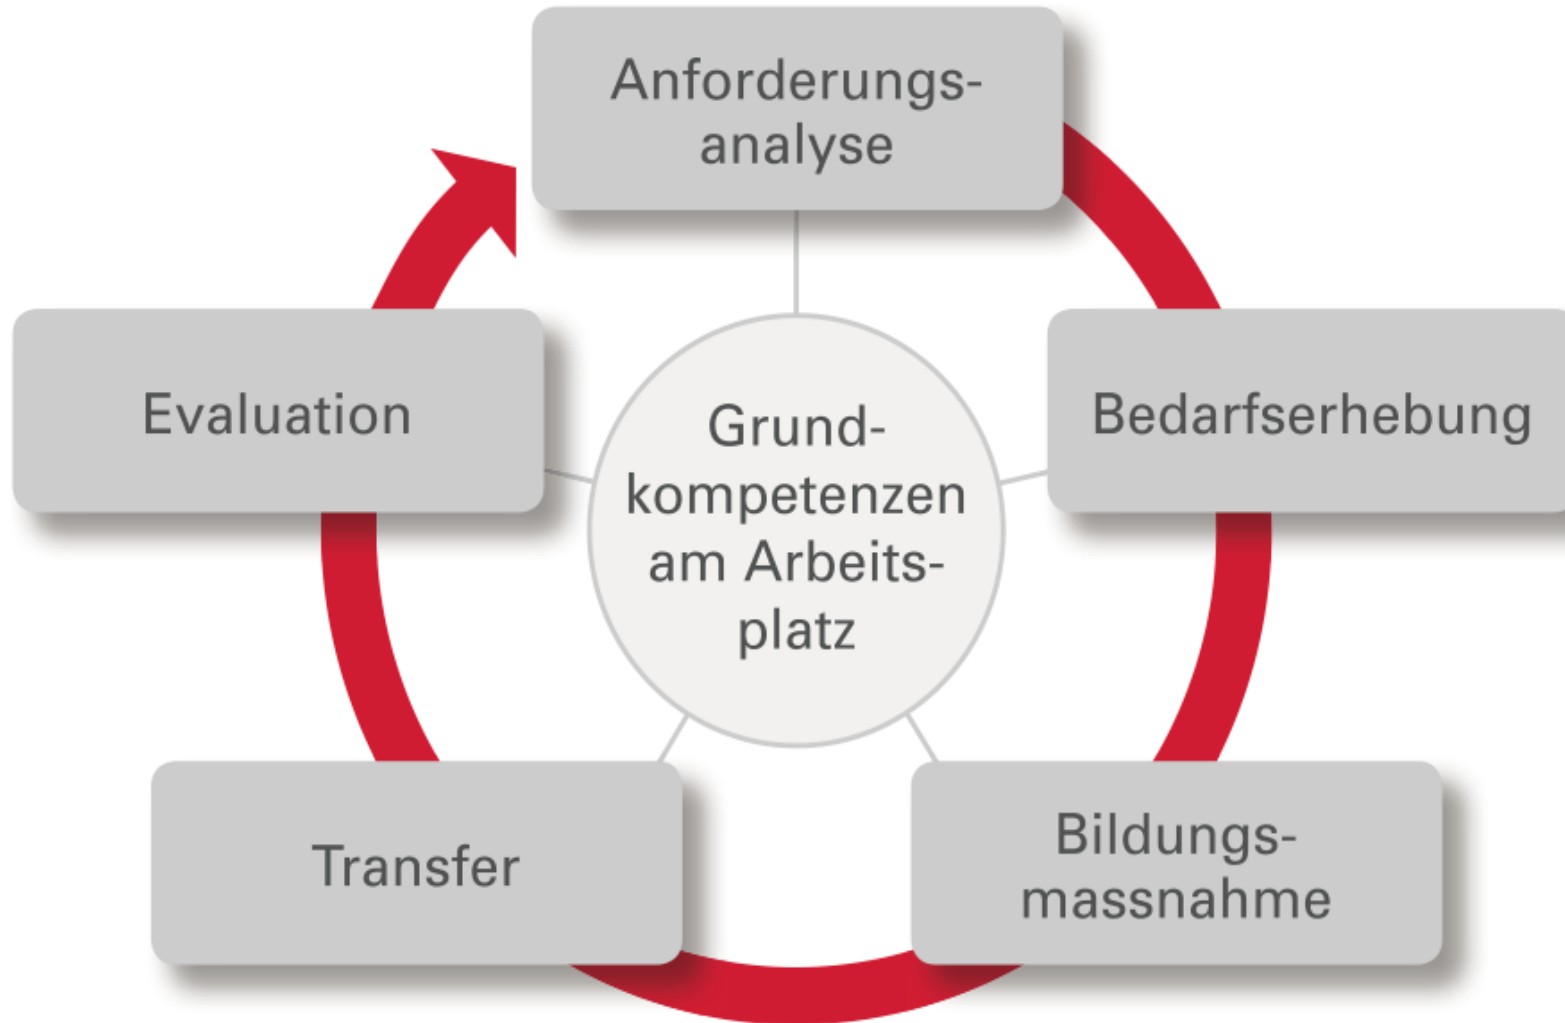 Anforderungs-
analyse
Evaluation
Bedarfserhebung
Grund-
kompetenzen
am Arbeits-
platz
Transfer
Bildungs-
massnahme